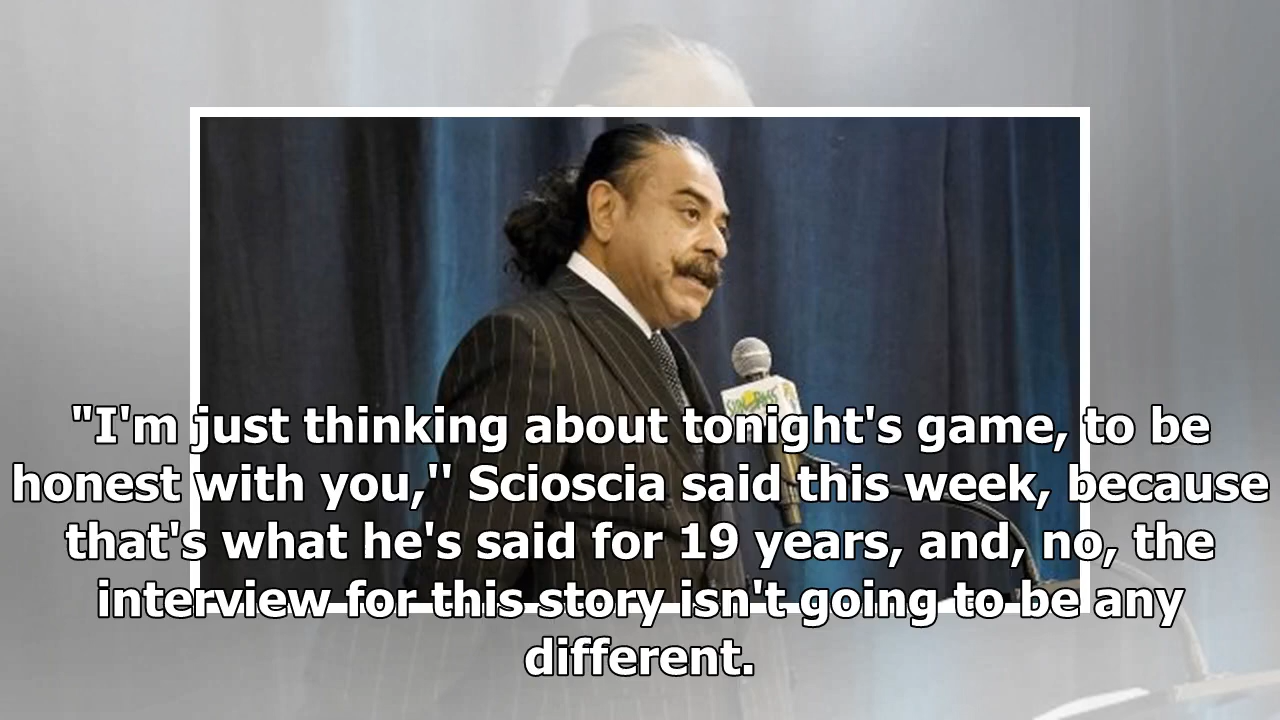 "I'm just thinking about tonight's game, to be
honest with you,'' Scioscia said this week, because
that's what he's said for 19 years, and, no, the
interview for this story isn't going to be any
different.